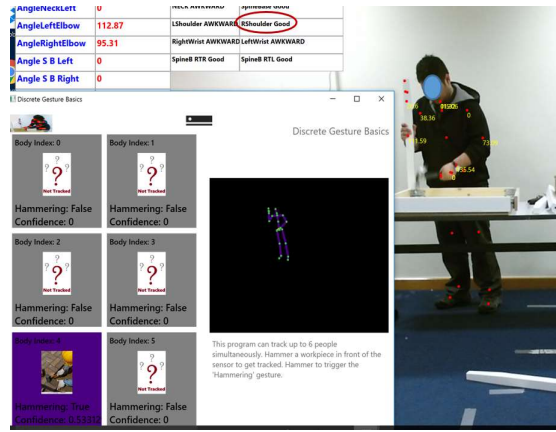 AngleNeckLeft 0 NECK AWKWARD SpineBase Good
AngleLeftElbow 112.87 LShoulder AWKWARD RShoulder Good
AngleRightElbow 95.31 RightWrist AWKWARD LeftWrist AWKWARD
Angle S B Left 0 SpineB RTR Good SpineB RTL Good
Angle S B Right 0
Discrete Gesture Basics
Discrete Gesture Basics
Body Index: 0 Body Index: 1
Not Tracked Not Tracked
Hammering: False Hammering: False
Confidence: 0 Confidence: 0
Body Index: 2 Body Index: 3
Not Tracked Not Tracked
Hammering: False Hammering: False
Confidence: 0 Confidence: 0
Body Index: 4 Body Index: 5
Not Tracked
Hammering: True Hammering: False
Confidence: 0.53312 Confidence: 0
This program can track up to 6 people
simultaneously. Hammer a workpiece in front of the
sensor to get tracked. Hammer to trigger the
'Hammering' gesture.
38.36
0